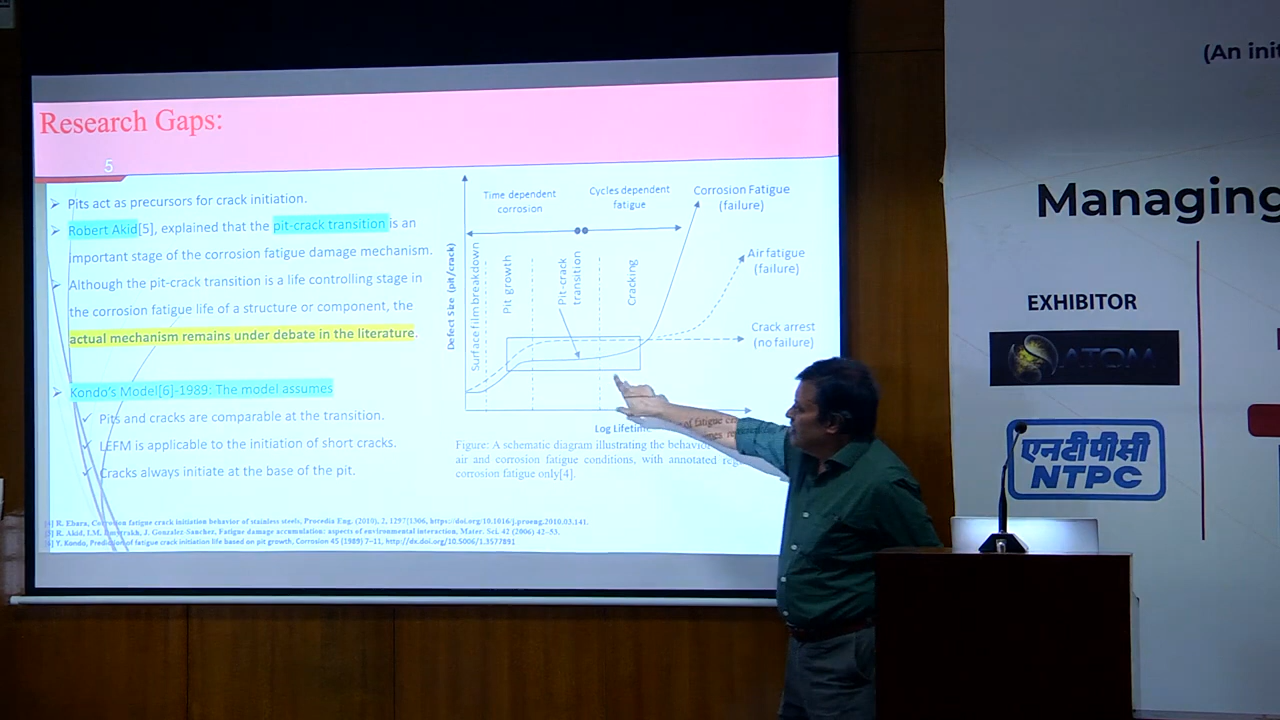 Research Gaps:
5
Pits act as precursors for crack initiation.
Robert Akid[5], explained that the pit-crack transition is an
important stage of the corrosion fatigue damage mechanism.
Although the pit-crack transition is a life controlling stage in
the corrosion fatigue life of a structure or component, the
actual mechanism remains under debate in the literature.
Kondo's Model[6]-1989: The model assumes
Pits and cracks are comparable at the transition.
LEFM is applicable to the initiation of short cracks.
Cracks always initiate at the base of the pit.
Time dependent
corrosion
Cycles dependent
fatigue
Corrosion Fatigue
(failure)
Air fatigue
(failure)
Crack arrest
(no failure)
Defect Size (pit/crack)
Surface film breakdown
Pit growth
Pit-crack
transition
Cracking
Log Lifetime
Figure: A schematic diagram illustrating the behavior of fatigue
air and corrosion fatigue conditions, with annotated
corrosion fatigue only[4].
[4] R. Ebara, Corrosion fatigue crack initiation behavior of stainless steels, Procedia Eng. (2010), 2, 1297|1306, https://doi.org/10.1016/j.proeng.2010.03.141.
[5] R. Akid, I.M. J. Gonzalez-Sanchez, Fatigue damage accumulation: aspects of environmental interaction, Mater. Sci. 42 (2006) 42–53.
[6] Y. Kondo, Prediction of fatigue crack initiation life based on pit growth, Corrosion 45 (1989) 7–11, http://dx.doi.org/10.5006/1.3577891
(An init
Managing
EXHIBITOR
ATOM
एनटीपीसी
NTPC